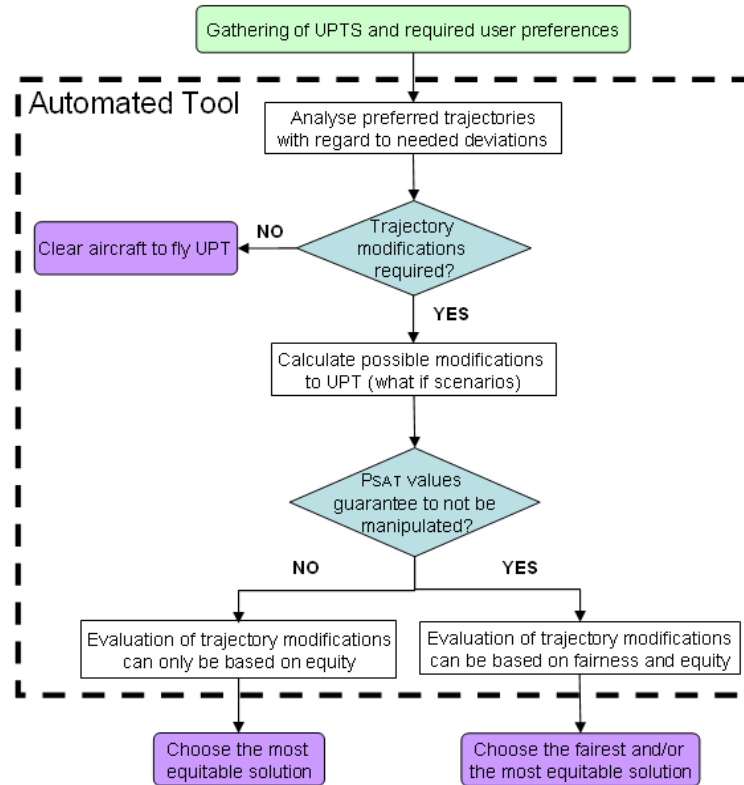 Gathering of UPTS and required user preferences
Automated Tool
Analyse preferred trajectories
with regard to needed deviations
Trajectory
modifications
required?
NO
Clear aircraft to fly UPT
YES
Calculate possible modifications
to UPT (what if scenarios)
PSAT values
guarantee to not be
manipulated?
NO
YES
Evaluation of trajectory modifications
can only be based on equity
Evaluation of trajectory modifications
can be based on fairness and equity
Choose the most
equitable solution
Choose the fairest and/or
the most equitable solution